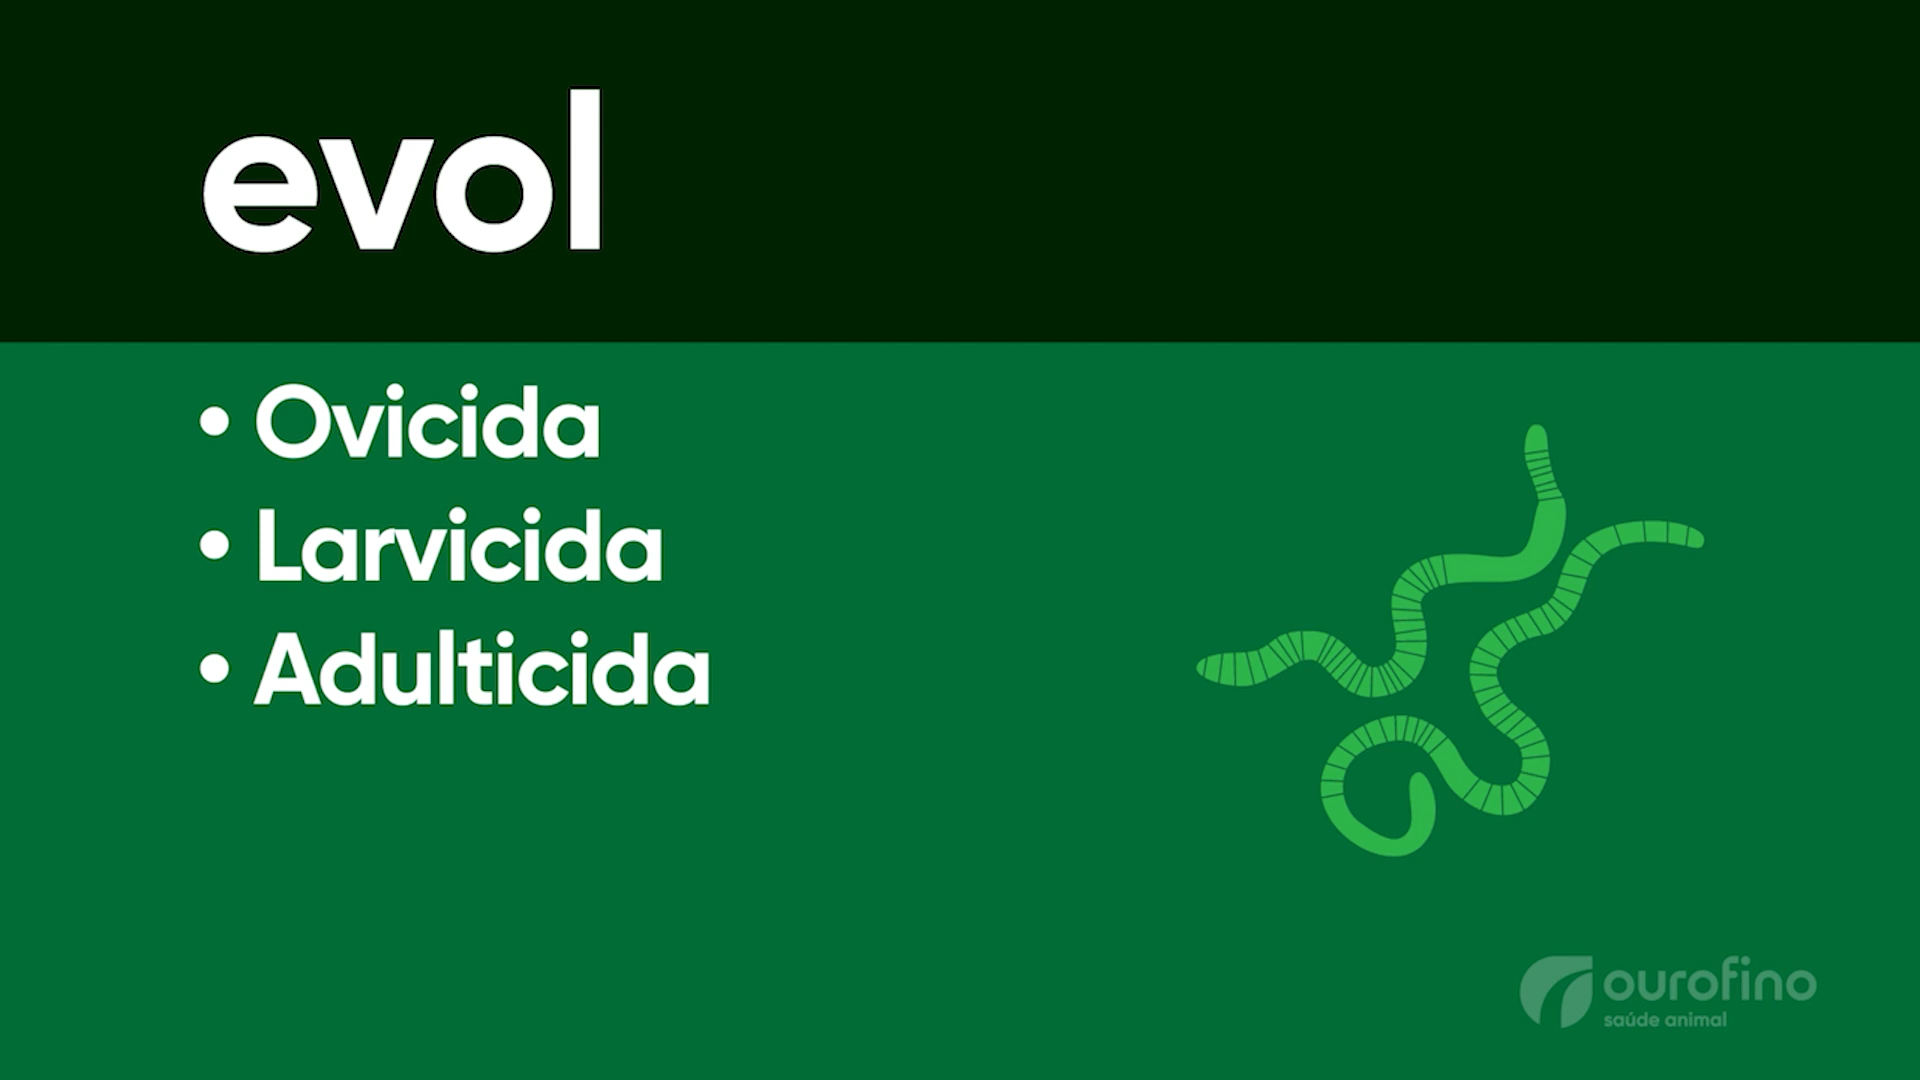 evol
• Ovicida
• Larvicida
• Adulticida
ourofino
saúde animal